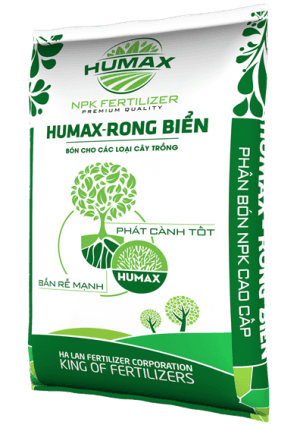 HUMAX
NPK FERTILIZER
PREMIUM QUALITY
HUMAX-RONG BIỂN
BÓN CHO CÁC LOẠI CÂY TRỒNG
PHÁT CÀNH TỐT
HUMAX
BẮN RỄ MẠNH
HA LAN FERTILIZER CORPORATION
KING OF FERTILIZERS
PHÂN BÓN NPK CAO CẤP
HUMAX - RONG BIỂN